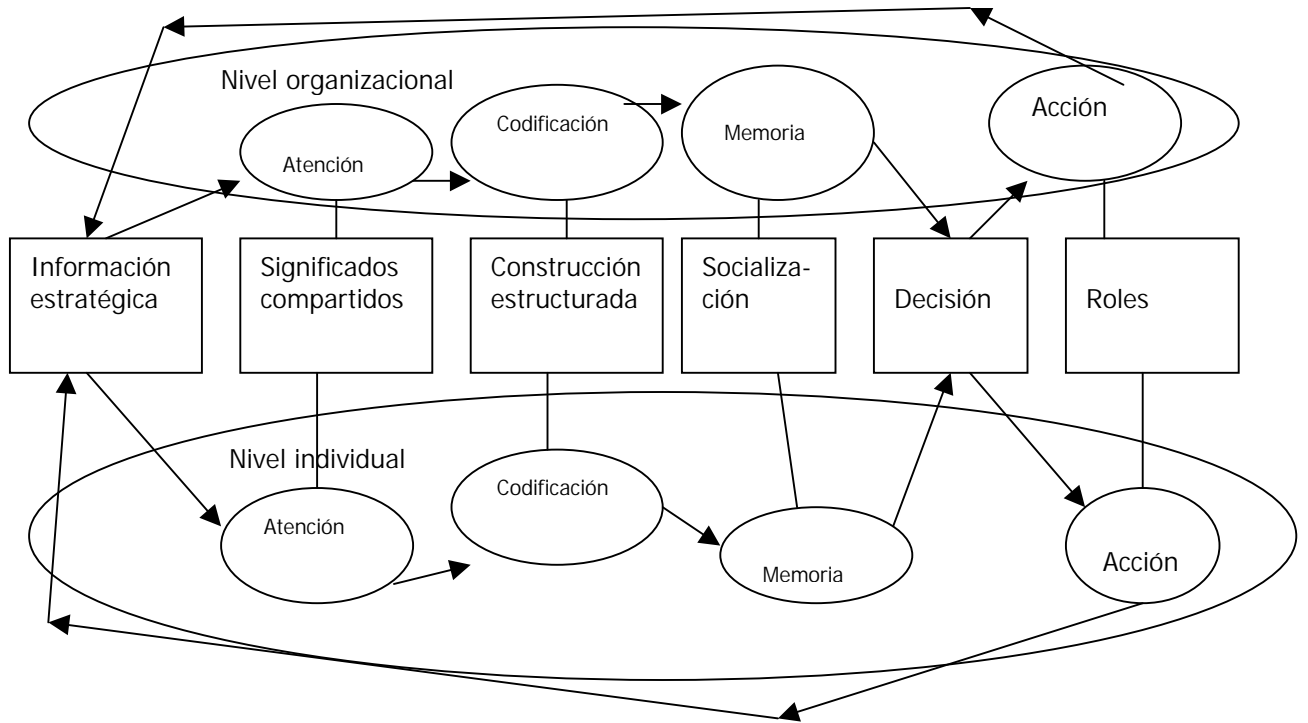 Nivel organizacional
Atención
Codificación
Memoria
Acción
Información
estratégica
Significados
compartidos
Construcción
estructurada
Socializa-
ción
Decisión
Roles
Nivel individual
Atención
Codificación
Memoria
Acción